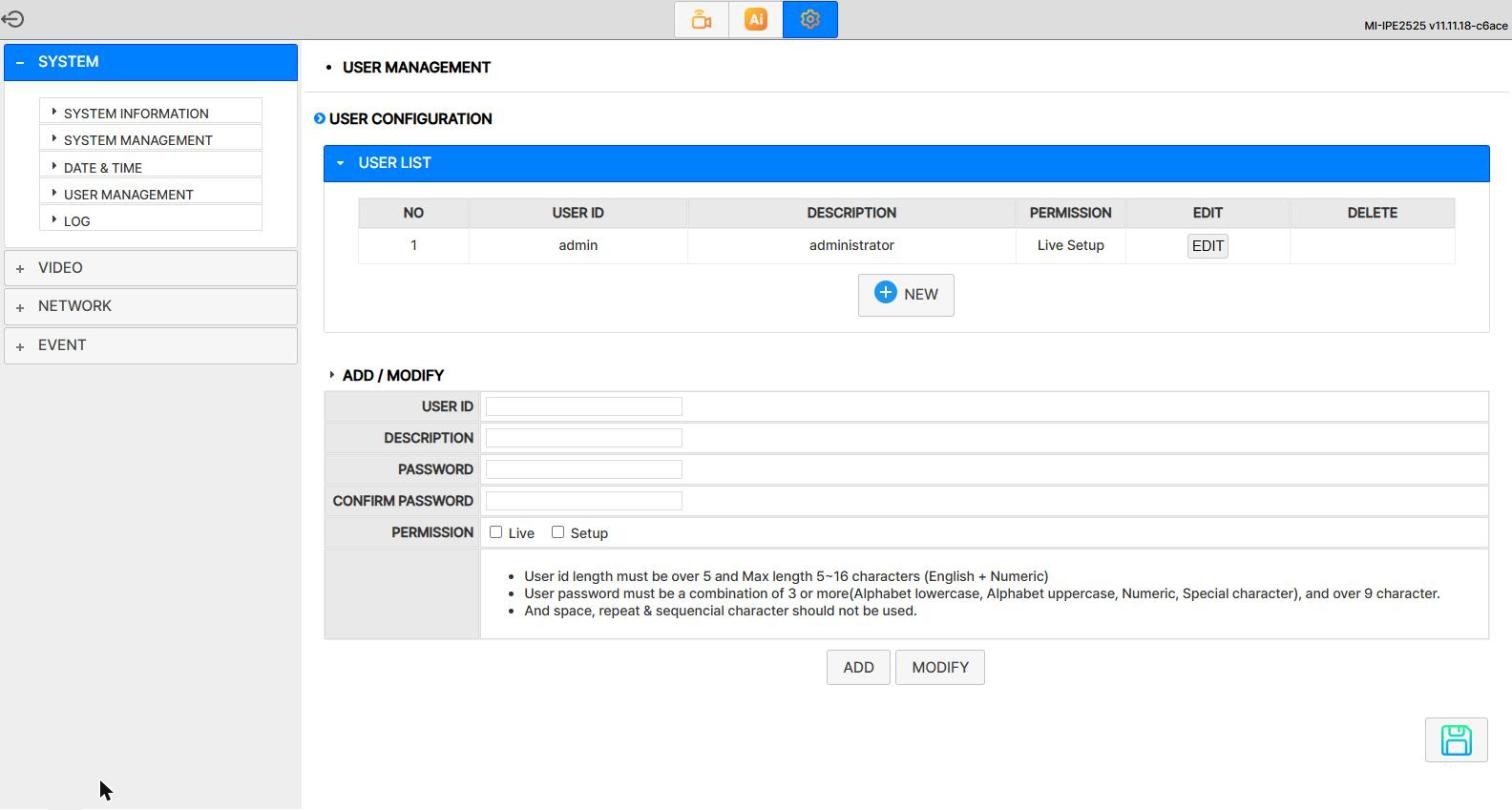 Ai
MI-IPE2525 v11.11.18-c6ace
– SYSTEM
SYSTEM INFORMATION
SYSTEM MANAGEMENT
DATE & TIME
USER MANAGEMENT
LOG
+ VIDEO
+ NETWORK
+ EVENT
• USER MANAGEMENT
USER CONFIGURATION
USER LIST
NO USER ID DESCRIPTION PERMISSION EDIT DELETE
1 admin administrator Live Setup EDIT
NEW
ADD / MODIFY
USER ID
DESCRIPTION
PASSWORD
CONFIRM PASSWORD
PERMISSION Live Setup
• User id length must be over 5 and Max length 5~16 characters (English + Numeric)
• User password must be a combination of 3 or more(Alphabet lowercase, Alphabet uppercase, Numeric, Special character), and over 9 character.
• And space, repeat & sequencial character should not be used.
ADD MODIFY